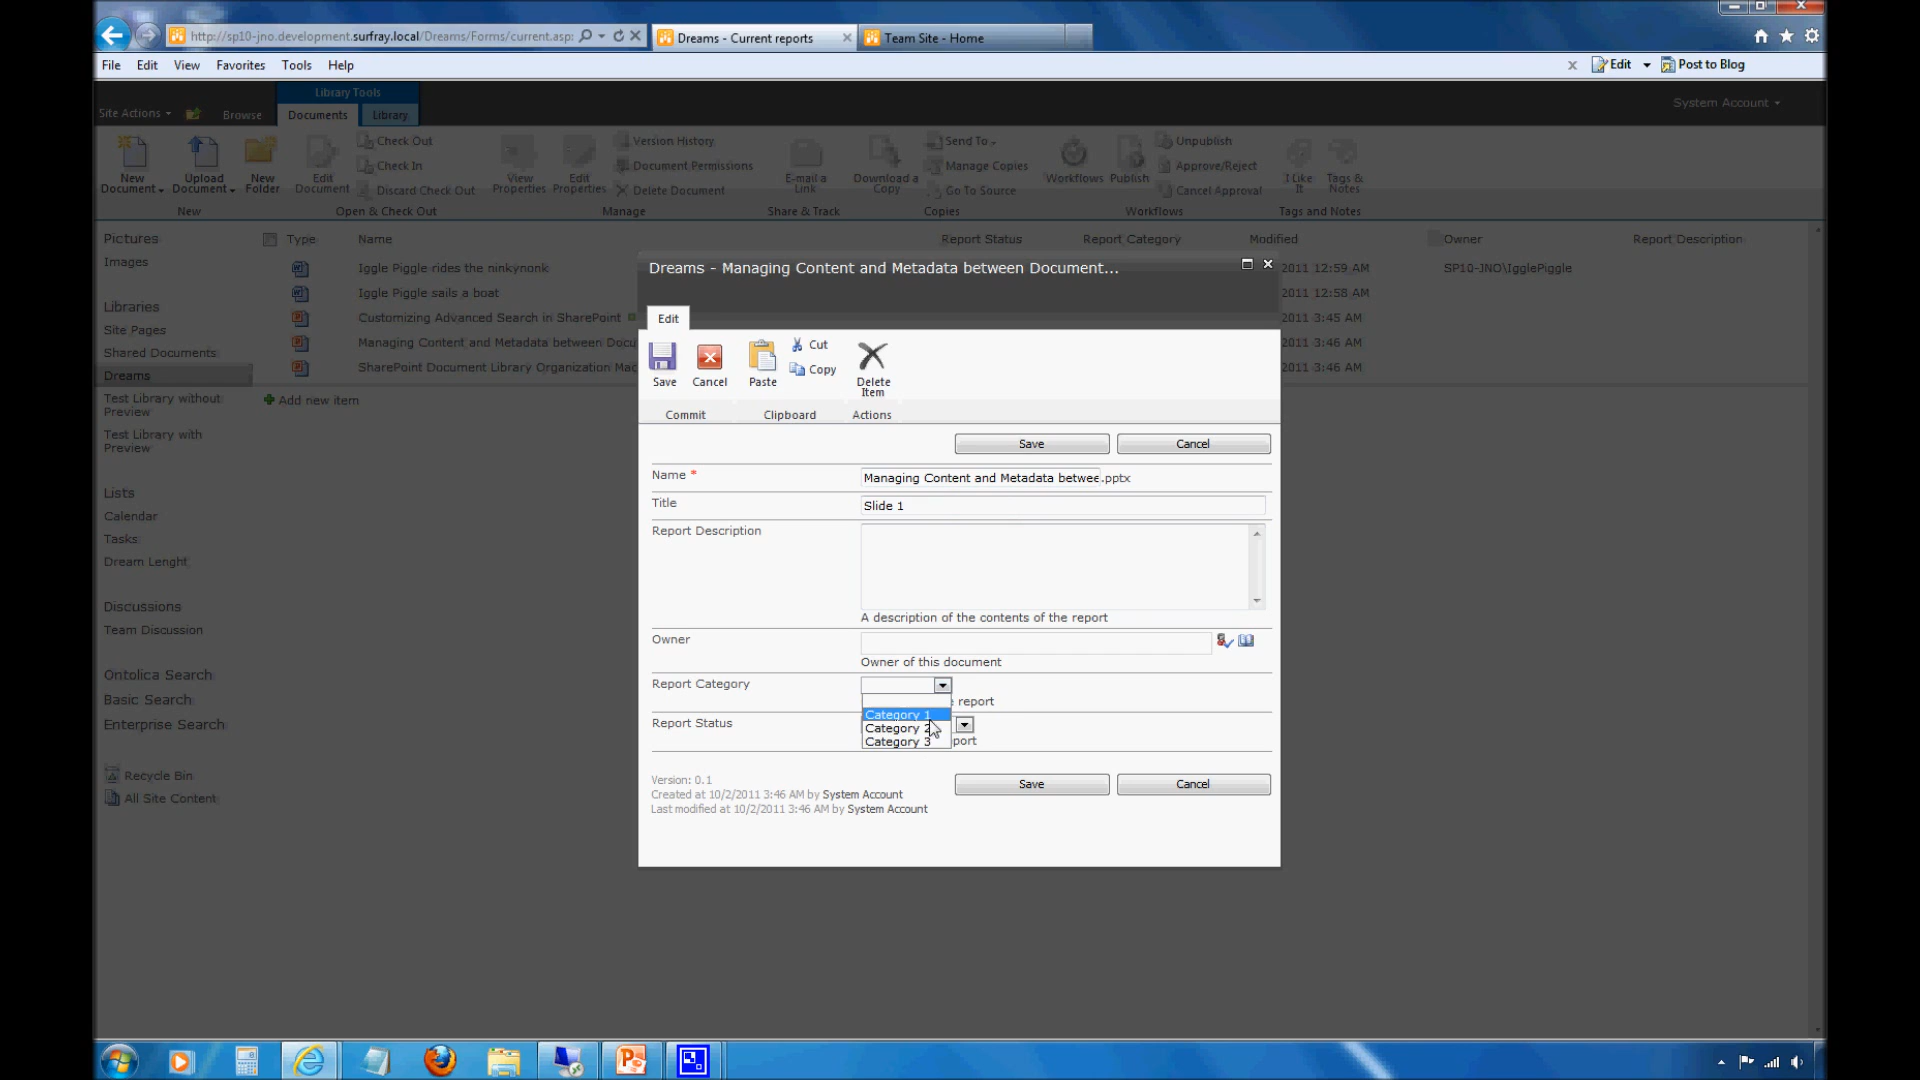 http://sp10-jno.development.surfray.local/Dreams/Forms/current.asp:
Dreams - Current reports
Team Site - Home
File Edit View Favorites Tools Help
Edit
Post to Blog
Library Tools
Site Actions
Browse
Documents
Library
System Account
New Document
Upload Document
New Folder
Edit Document
Check Out
Check In
Discard Check Out
View Properties
Edit Properties
Version History
Document Permissions
Delete Document
E-mail a Link
Download a Copy
Send To
Manage Copies
Go To Source
Workflows
Publish
Unpublish
Approve/Reject
Cancel Approval
I Like It
Tags & Notes
New
Open & Check Out
Manage
Share & Track
Copies
Workflows
Tags and Notes
Pictures
Images
Libraries
Site Pages
Shared Documents
Dreams
Test Library without Preview
Test Library with Preview
Lists
Calendar
Tasks
Dream Lenght
Discussions
Team Discussion
Ontolica Search
Basic Search
Enterprise Search
Recycle Bin
All Site Content
Type Name Report Status Report Category Modified Owner Report Description
Iggle Piggle rides the ninkynonk 2011 12:59 AM SP10-JNO\IgglePiggle
Iggle Piggle sails a boat 2011 12:58 AM
Customizing Advanced Search in SharePoint 2011 3:45 AM
Managing Content and Metadata between Docu 2011 3:46 AM
SharePoint Document Library Organization Mac 2011 3:46 AM
Add new item
Dreams - Managing Content and Metadata between Document...
Edit
Save
Cancel
Paste
Cut
Copy
Delete Item
Commit
Clipboard
Actions
Save
Cancel
Name * Managing Content and Metadata betwee .pptx
Title Slide 1
Report Description
A description of the contents of the report
Owner
Owner of this document
Report Category
report
Category 1
Category 2
Category 3
Report Status
port
Version: 0.1
Created at 10/2/2011 3:46 AM by System Account
Last modified at 10/2/2011 3:46 AM by System Account
Save
Cancel